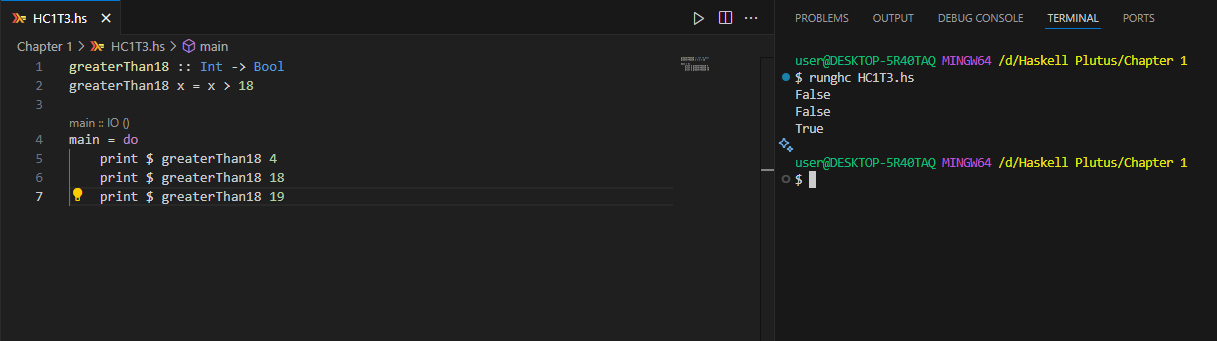 HC1T3.hs
Chapter 1 > HC1T3.hs > main
1 greaterThan18 :: Int -> Bool
2 greaterThan18 x = x > 18
3
main :: IO ()
4 main = do
5 print $ greaterThan18 4
6 print $ greaterThan18 18
7 print $ greaterThan18 19
PROBLEMS OUTPUT DEBUG CONSOLE TERMINAL PORTS
user@DESKTOP-5R40TAQ MINGW64 /d/Haskell Plutus/Chapter 1
$ runghc HC1T3.hs
False
False
True
user@DESKTOP-5R40TAQ MINGW64 /d/Haskell Plutus/Chapter 1
$